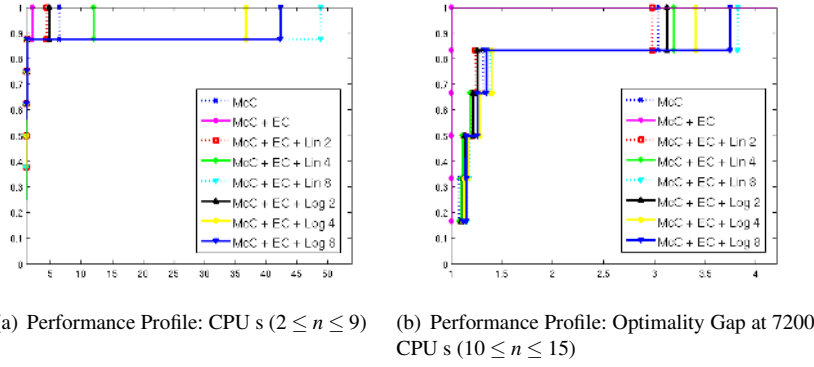 1
0.9
0.8
0.7
0.6
0.5
0.4
0.3
0.2
0.1
0
5 10 15 20 25 30 35 40 45 50
McC
McC + EC
McC + EC + Lin 2
McC + EC + Lin 4
McC + EC + Lin 8
McC + EC + Log 2
McC + EC + Log 4
McC + EC + Log 8
1
0.9
0.8
0.7
0.6
0.5
0.4
0.3
0.2
0.1
0
1 1.5 2 2.5 3 3.5 4
McC
McC + EC
McC + EC + Lin 2
McC + EC + Lin 4
McC + EC + Lin 8
McC + EC + Log 2
McC + EC + Log 4
McC + EC + Log 8
a) Performance Profile: CPU s (2 ≤ n ≤ 9)
(b) Performance Profile: Optimality Gap at 7200
CPU s (10 ≤ n ≤ 15)